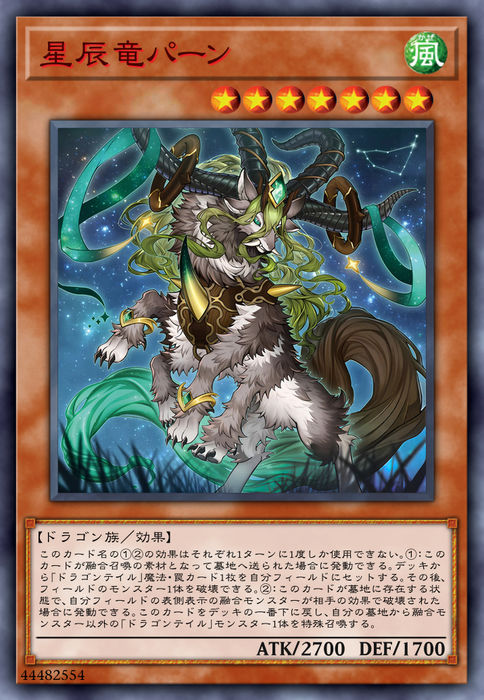 星辰竜パーン
かぜ
風
【ドラゴン族／効果】
このカード名の①②の効果はそれぞれ1ターンに1度しか使用できない。①：この
カードが融合召喚の素材となって墓地へ送られた場合に発動できる。デッキか
ら「ドラゴンテイル」魔法・罠カード1枚を自分フィールドにセットする。その後、フ
ィールドのモンスター1体を破壊できる。②：このカードが墓地に存在する状
態で、自分フィールドの表側表示の融合モンスターが相手の効果で破壊された
場合に発動できる。このカードをデッキの一番下に戻し、自分の墓地から融合モ
ンスター以外の「ドラゴンテイル」モンスター1体を特殊召喚する。
ATK/2700 DEF/1700
44482554